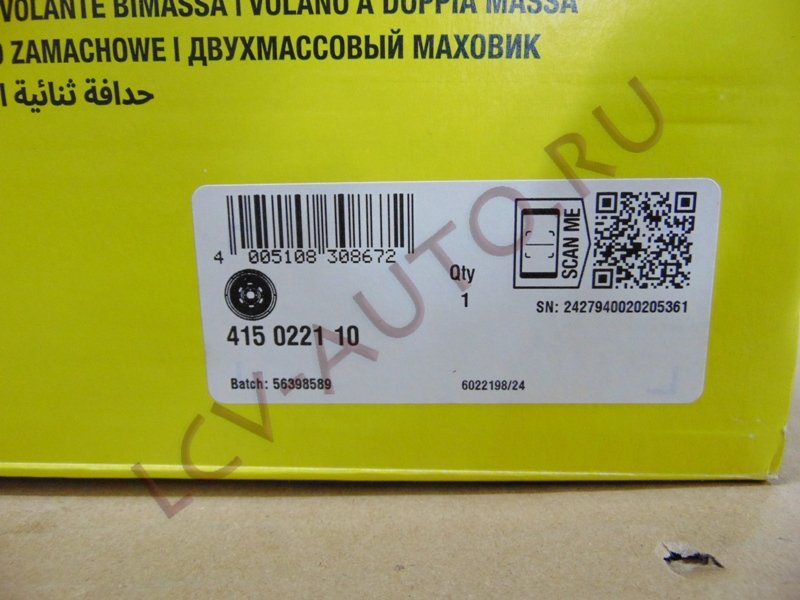 VOLANTE BIMASSA | VOLANO A DOPPIA MASSA
ZAMACHOWE | ДВУХМАССОВЫЙ МАХОВИК
حدافة ثنائية
4 005108 308672
Qty
1
SCAN ME
SN: 2427940020205361
415 0221 10
Batch: 56398589
6022198/24
LCV-AUTO.RU